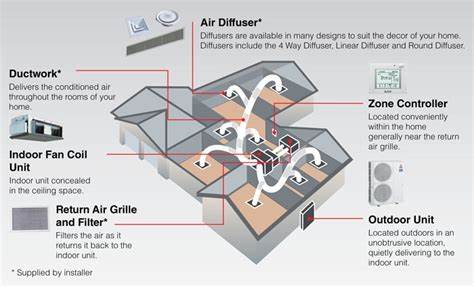 Air Diffuser*
Diffusers are available in many designs to suit the decor of your home.
Diffusers include the 4 Way Diffuser, Linear Diffuser and Round Diffuser.
Ductwork*
Delivers the conditioned air
throughout the rooms of your
home.
Zone Controller
Located conveniently
within the home
generally near the return
air grille.
Indoor Fan Coil
Unit
Indoor unit concealed
in the ceiling space.
Return Air Grille
and Filter*
Filters the air as it
returns it back to the
indoor unit.
Outdoor Unit
Located outdoors in an
unobtrusive location,
quietly delivering to the
indoor unit.
* Supplied by installer